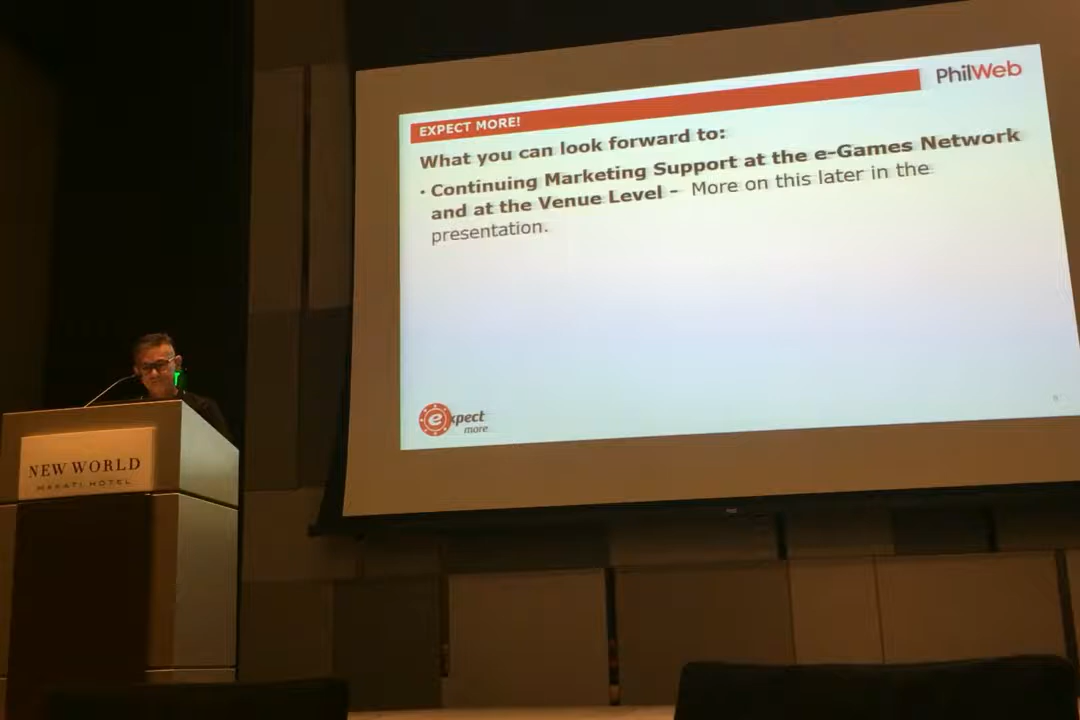 PhilWeb
EXPECT MORE!
What you can look forward to:
• Continuing Marketing Support at the e-Games Network
and at the Venue Level – More on this later in the
presentation.
expect
more
NEW WORLD
MAKATI HOTEL